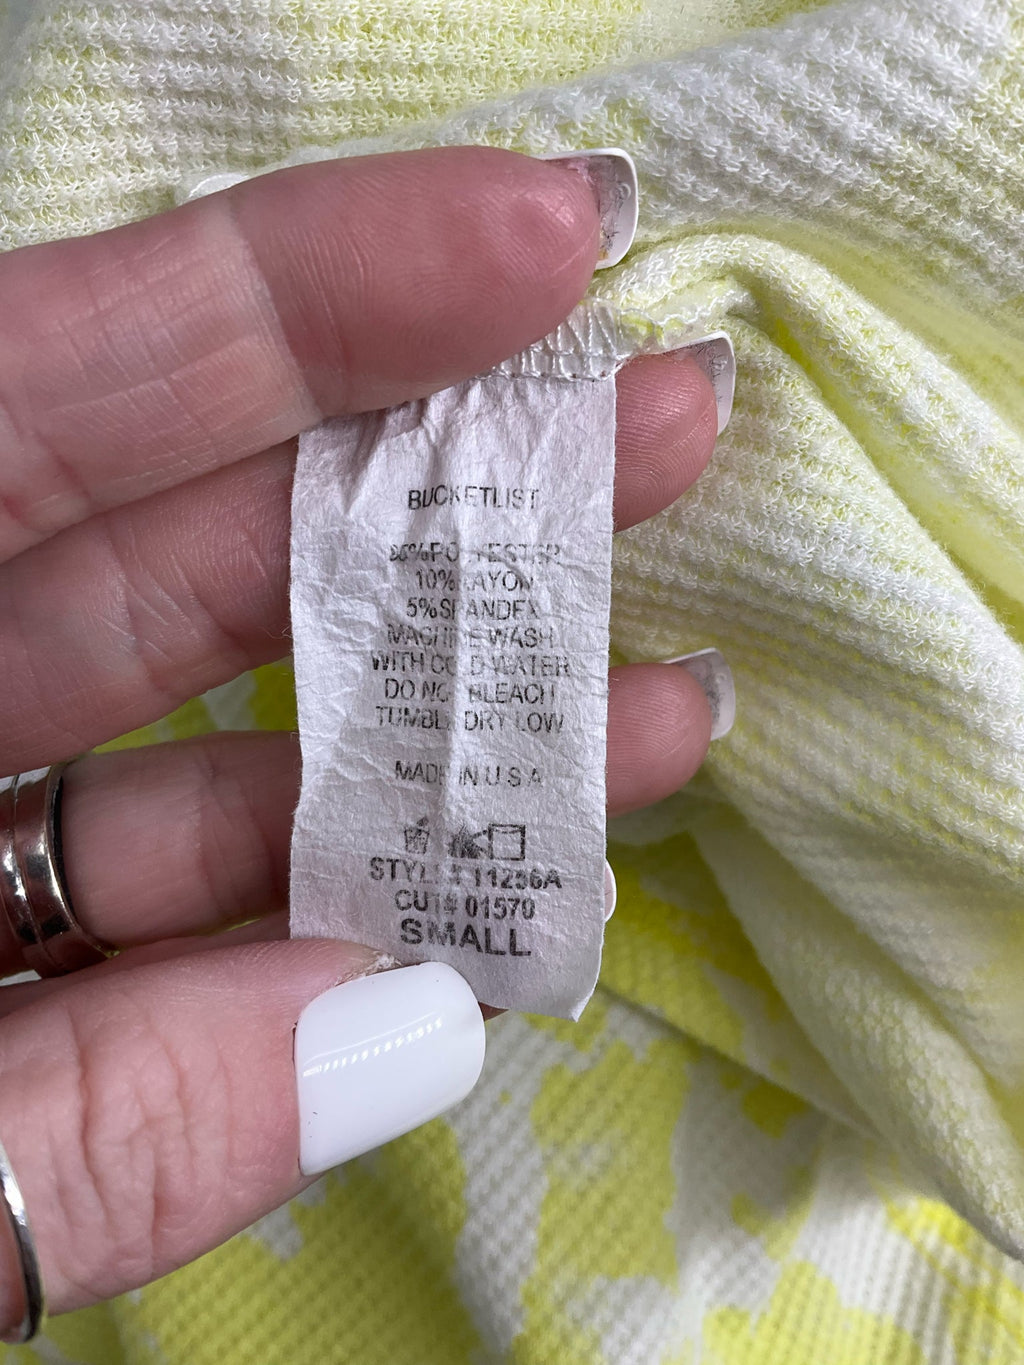 BUCKETLIST
POLYESTER
10% RAYON
5% SPANDEX
MACHINE WASH
WITH COLD WATER
DO NOT BLEACH
TUMBLE DRY LOW
MADE IN U S A
STYLE# 11256A
CUT# 01570
SMALL